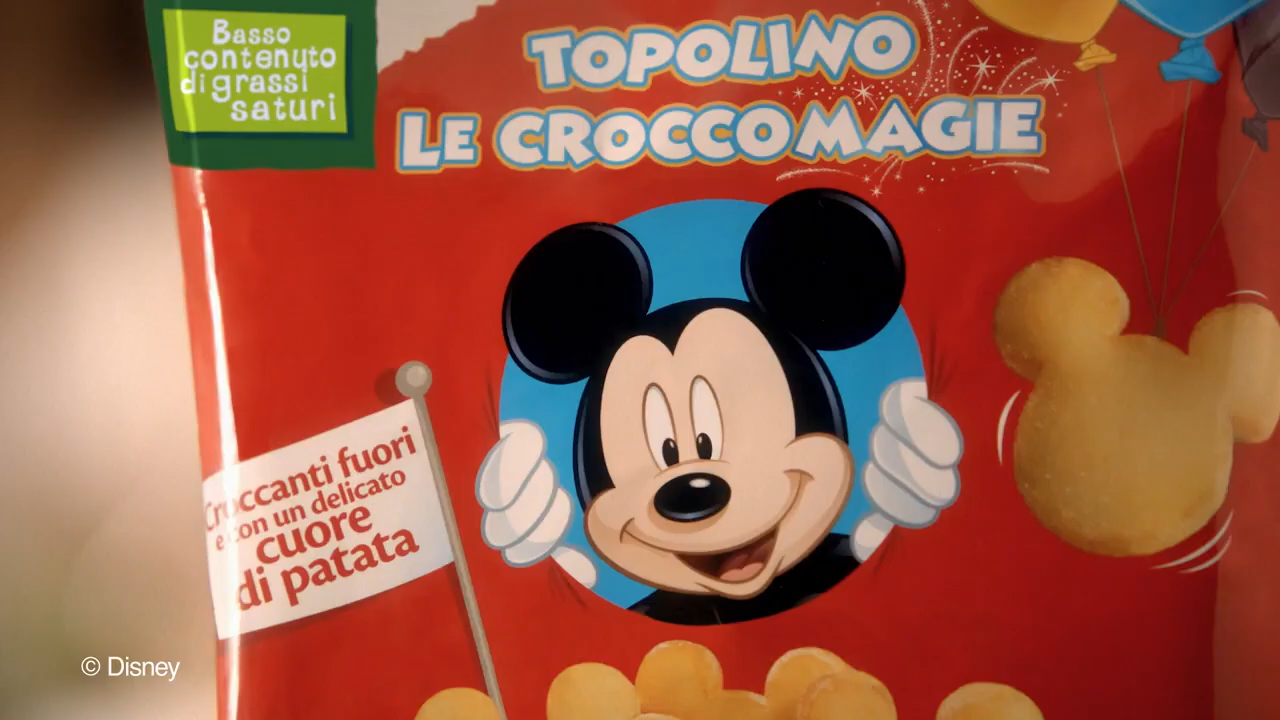 Basso
contenuto
di grassi
saturi
TOPOLINO
LE CROCCOMAGIE
Croccanti fuori
e con un delicato
cuore
di patata
© Disney